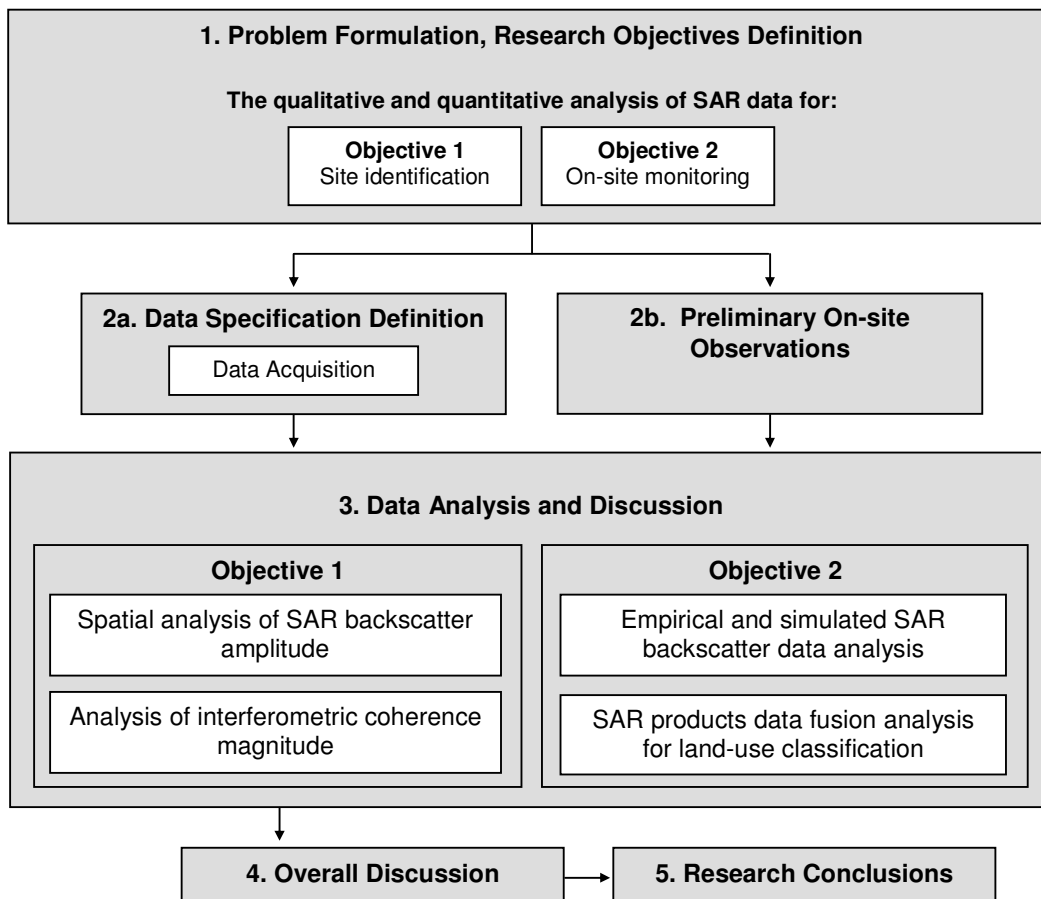 1. Problem Formulation, Research Objectives Definition
The qualitative and quantitative analysis of SAR data for:
Objective 1
Site identification
Objective 2
On-site monitoring
2a. Data Specification Definition
Data Acquisition
2b. Preliminary On-site
Observations
3. Data Analysis and Discussion
Objective 1
Spatial analysis of SAR backscatter
amplitude
Analysis of interferometric coherence
magnitude
Objective 2
Empirical and simulated SAR
backscatter data analysis
SAR products data fusion analysis
for land-use classification
4. Overall Discussion
5. Research Conclusions